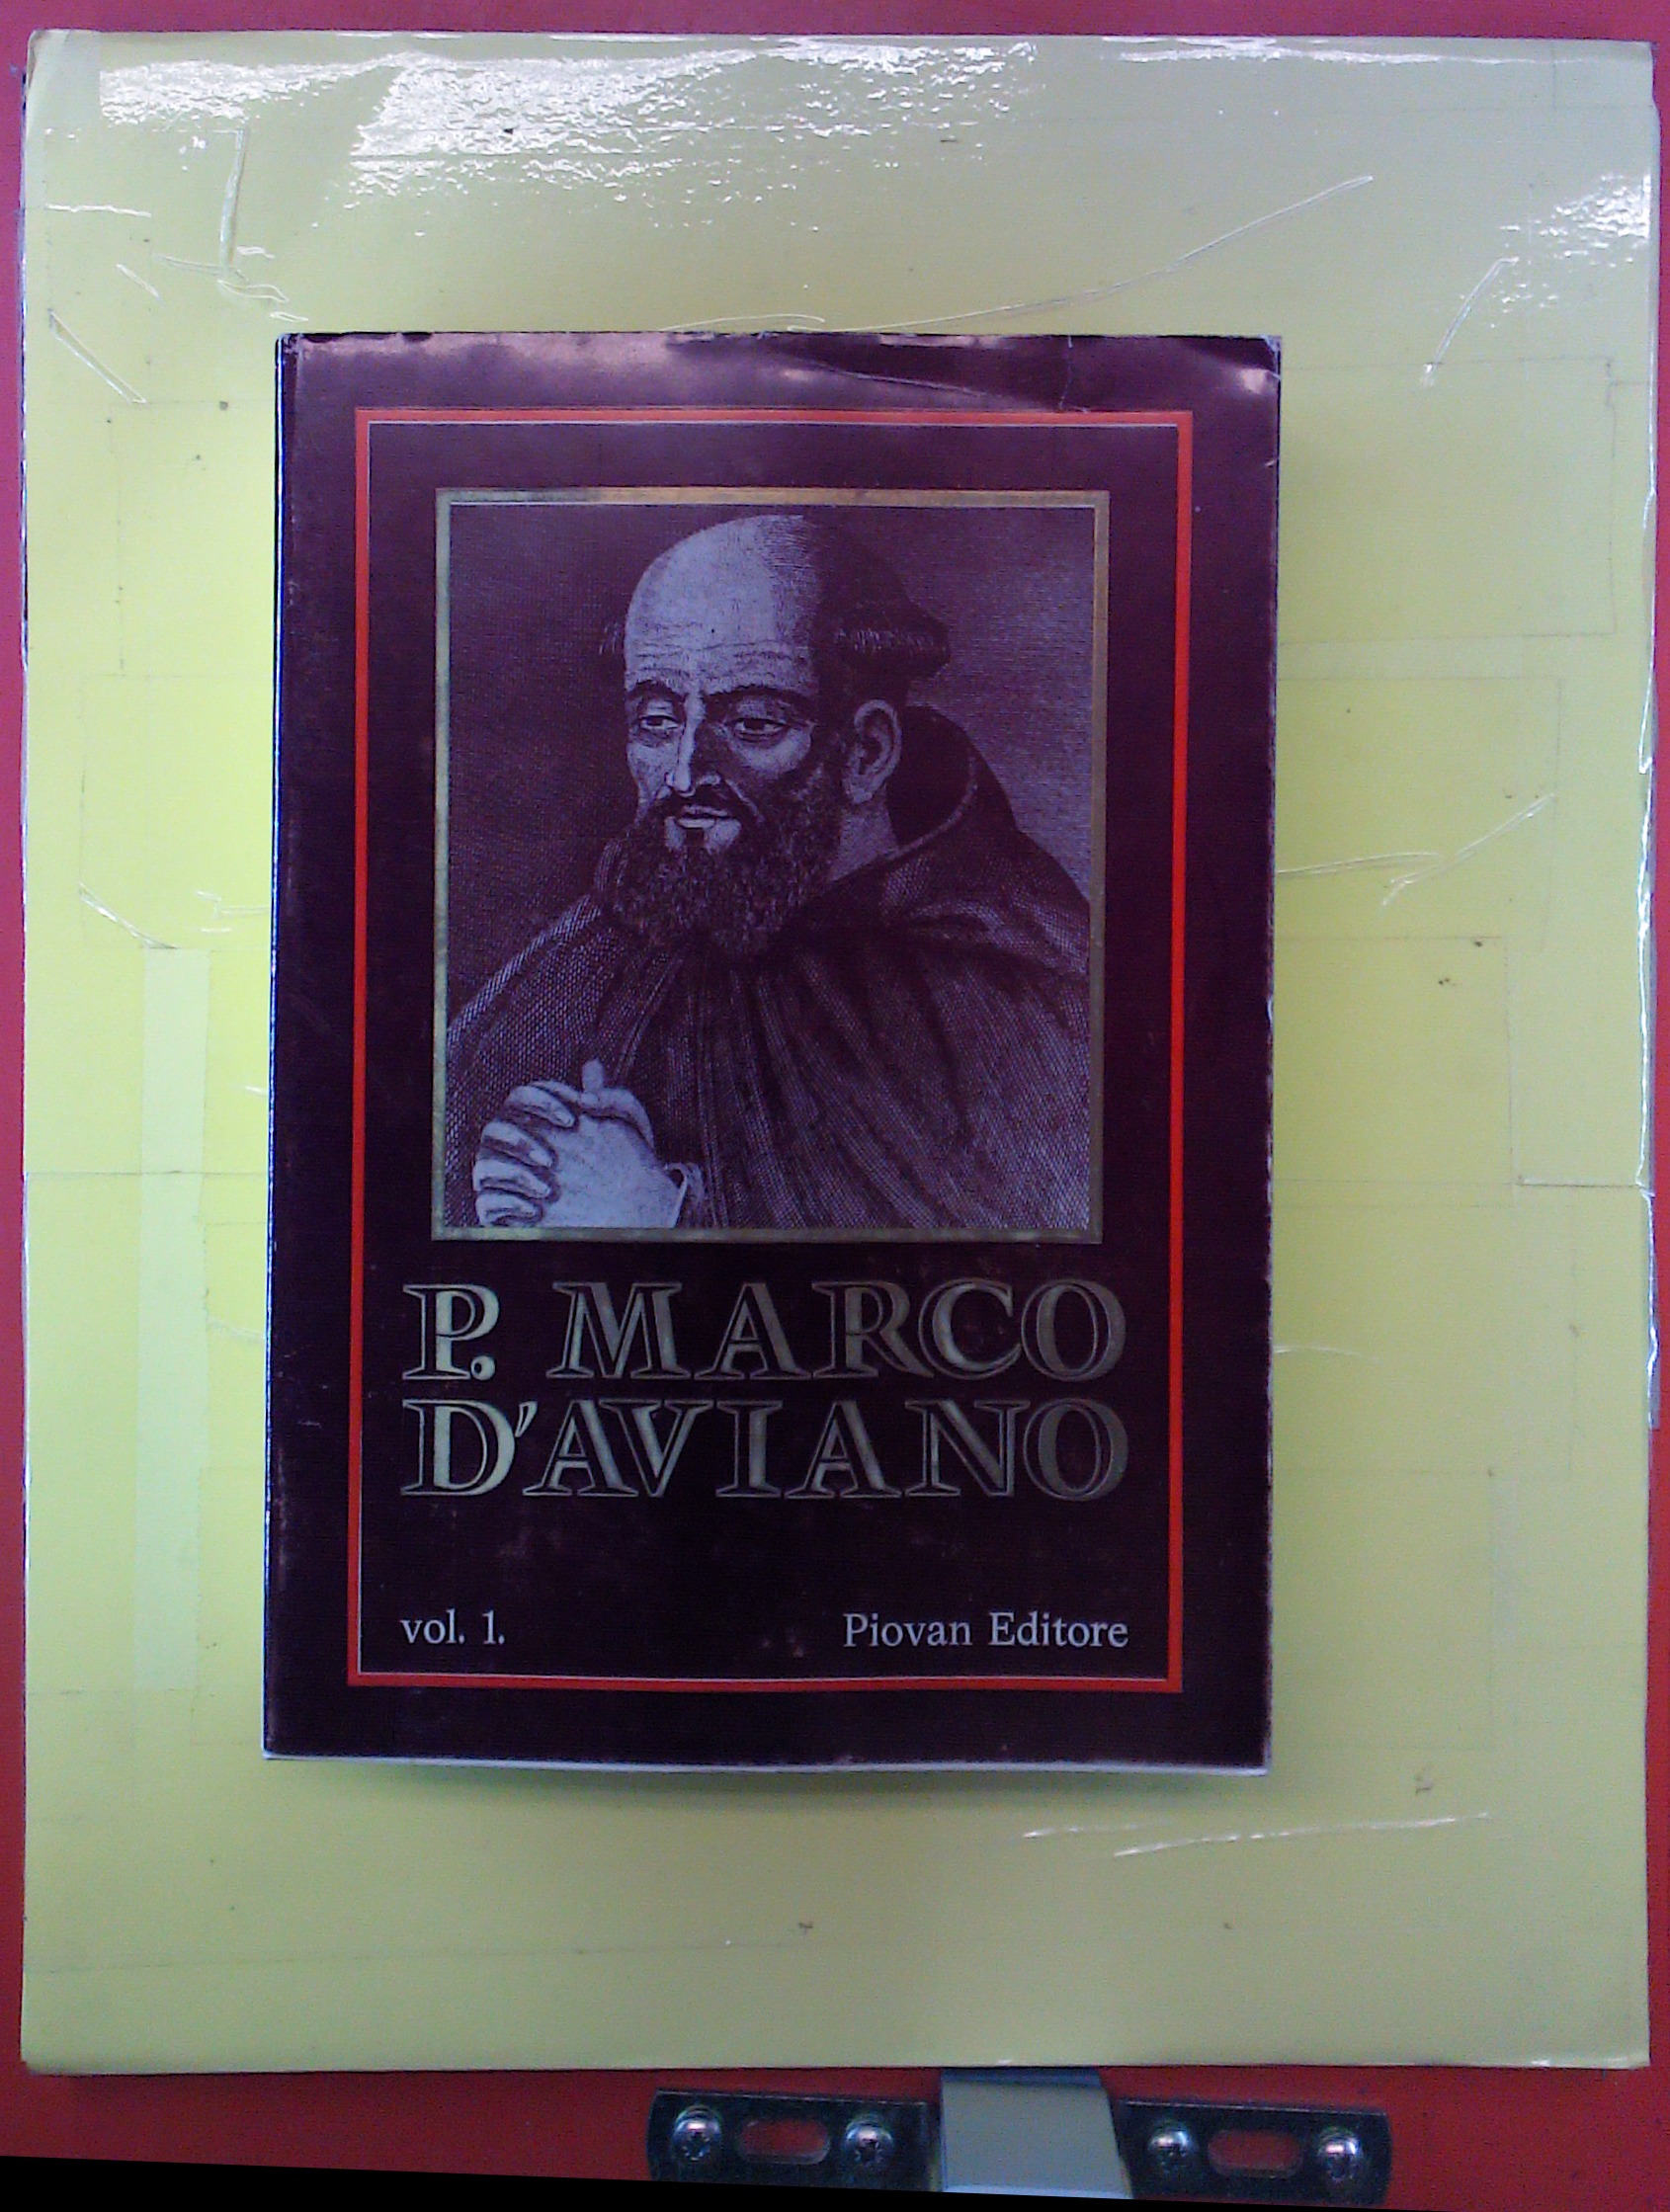 P. MARCO
D'AVIANO
vol. 1. Piovan Editore